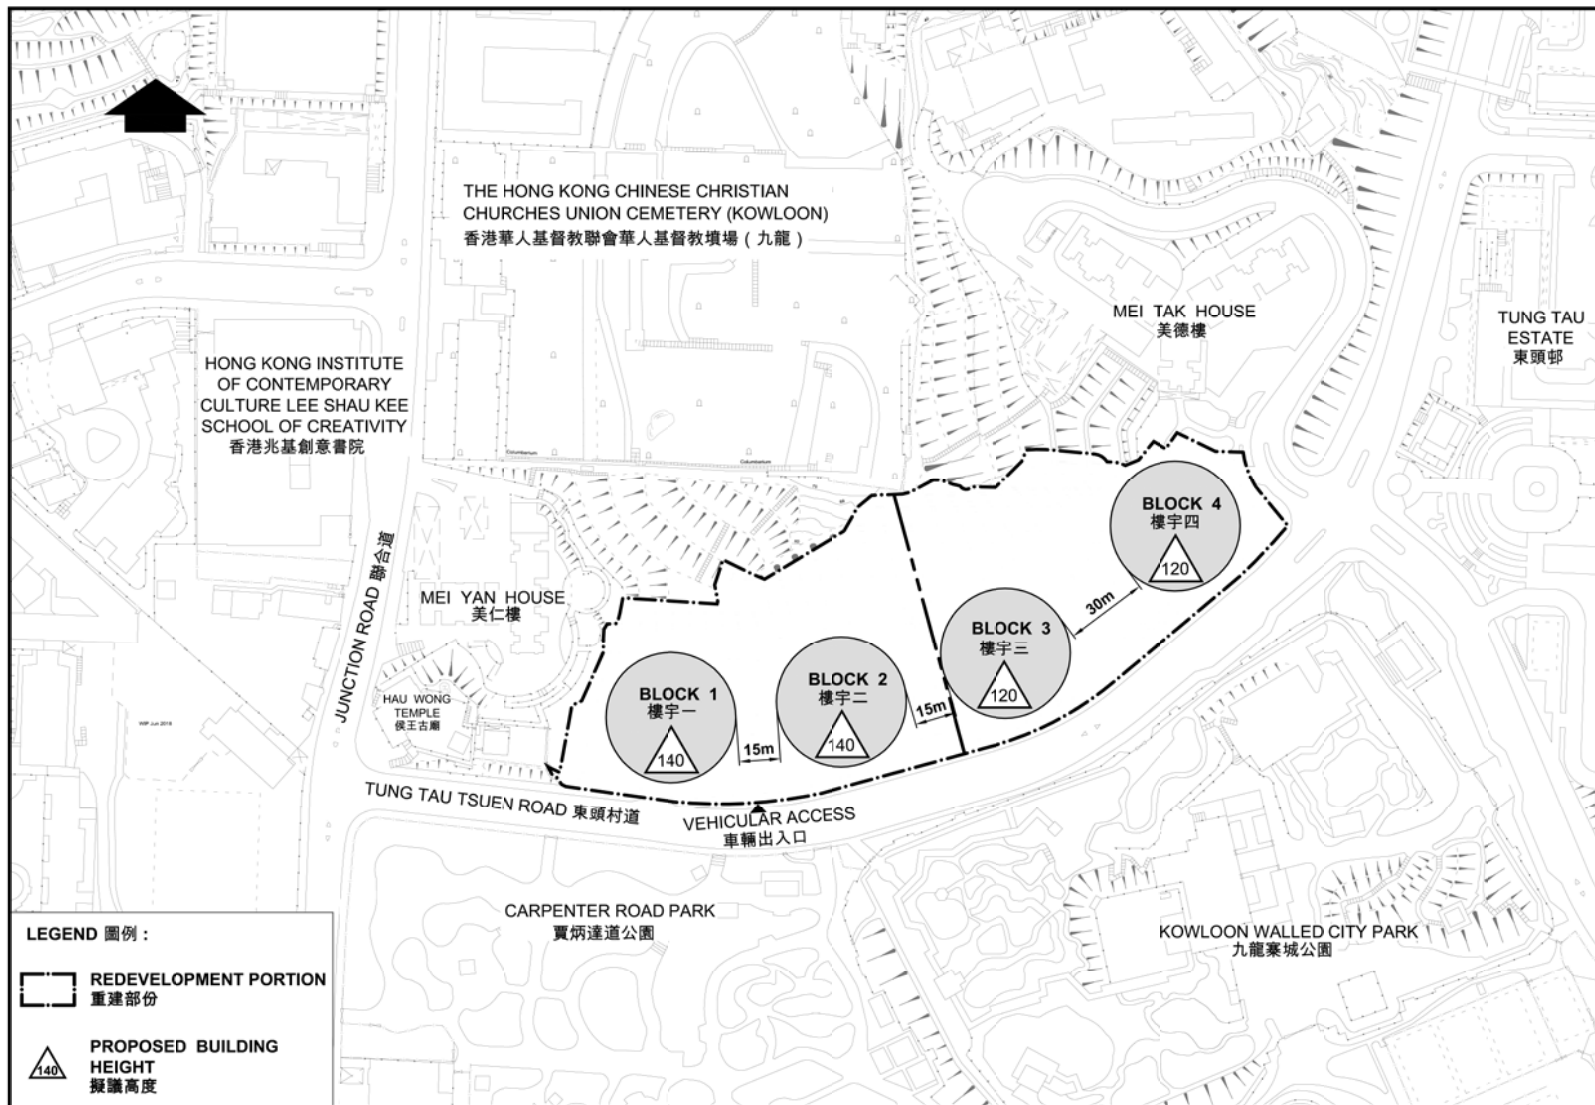 THE HONG KONG CHINESE CHRISTIAN
CHURCHES UNION CEMETERY (KOWLOON)
香港華人基督教聯會華人基督教墳場（九龍）
MEI TAK HOUSE
美德樓
TUNG TAU
ESTATE
東頭邨
HONG KONG INSTITUTE
OF CONTEMPORARY
CULTURE LEE SHAU KEE
SCHOOL OF CREATIVITY
香港兆基創意書院
Columbarium
Columbarium
BLOCK 4
樓宇四
120
JUNCTION ROAD 聯合道
MEI YAN HOUSE
美仁樓
30m
BLOCK 3
樓宇三
120
BLOCK 2
樓宇二
140
BLOCK 1
樓宇一
140
15m
15m
HAU WONG
TEMPLE
侯王古廟
WIP Jun 2016
TUNG TAU TSUEN ROAD 東頭村道
VEHICULAR ACCESS
車輛出入口
CARPENTER ROAD PARK
賈炳達道公園
KOWLOON WALLED CITY PARK
九龍寨城公園
LEGEND 圖例：
REDEVELOPMENT PORTION
重建部份
140
PROPOSED BUILDING
HEIGHT
擬議高度